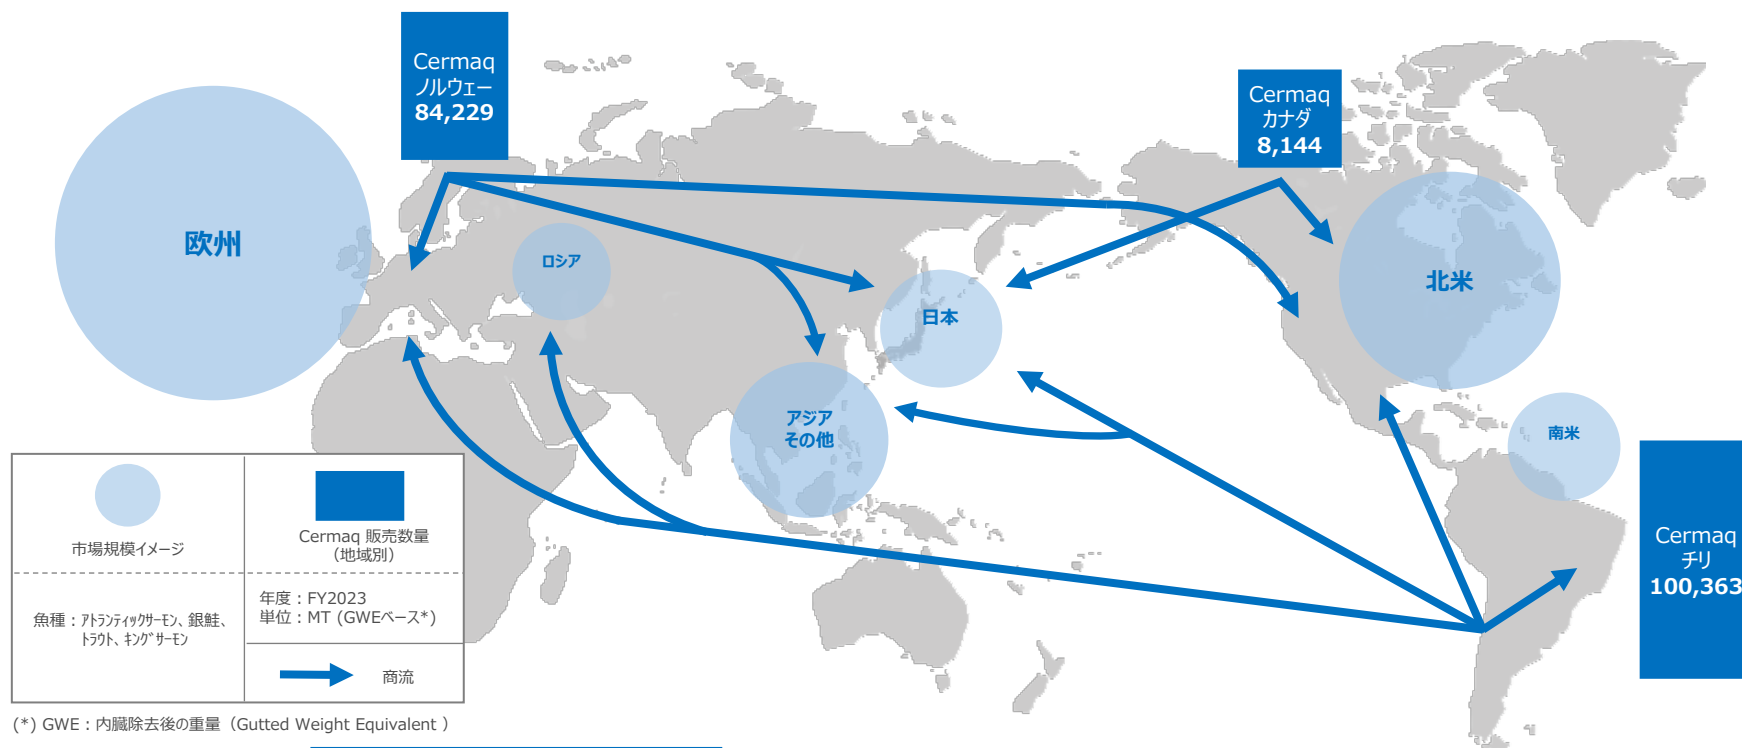 Cermaq
ノルウェー
84,229
Cermaq
カナダ
8,144
欧州
ロシア
日本
北米
アジア
その他
南米
Cermaq
チリ
100,363
市場規模イメージ
Cermaq 販売数量
（地域別）
魚種：ｱﾄﾗﾝﾃｨｯｸｻｰﾓﾝ、銀鮭、
ﾄﾗｳﾄ、ｷﾝｸﾞｻｰﾓﾝ
年度：FY2023
単位：MT (GWEベース*)
商流
(*) GWE：内臓除去後の重量（Gutted Weight Equivalent ）